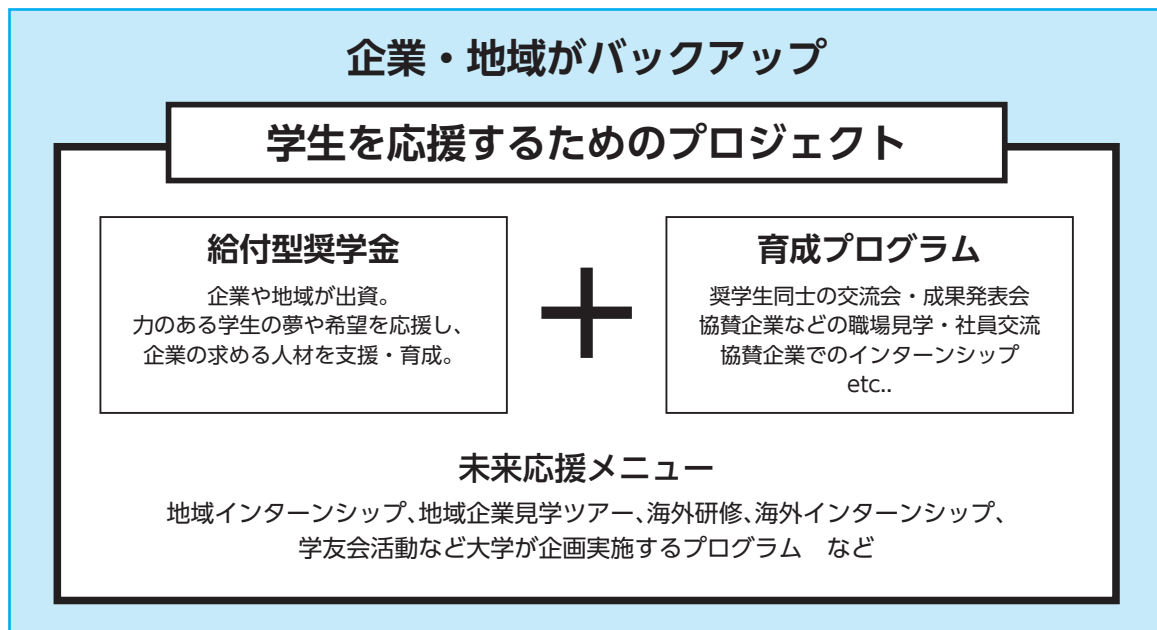 企業・地域がバックアップ
学生を応援するためのプロジェクト
給付型奨学金
企業や地域が出資。
力のある学生の夢や希望を応援し、
企業の求める人材を支援・育成。
＋
育成プログラム
奨学生同士の交流会・成果発表会
協賛企業などの職場見学・社員交流
協賛企業でのインターンシップ
etc..
未来応援メニュー
地域インターンシップ、地域企業見学ツアー、海外研修、海外インターンシップ、
学友会活動など大学が企画実施するプログラム　など